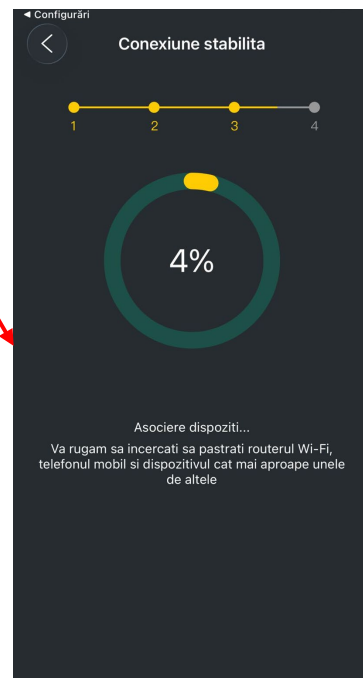 ◄ Configurări
Conexiune stabilita
1 2 3 4
4%
Asociere dispoziti...
Va rugam sa incercati sa pastrati routerul Wi-Fi,
telefonul mobil si dispozitivul cat mai aproape unele
de altele